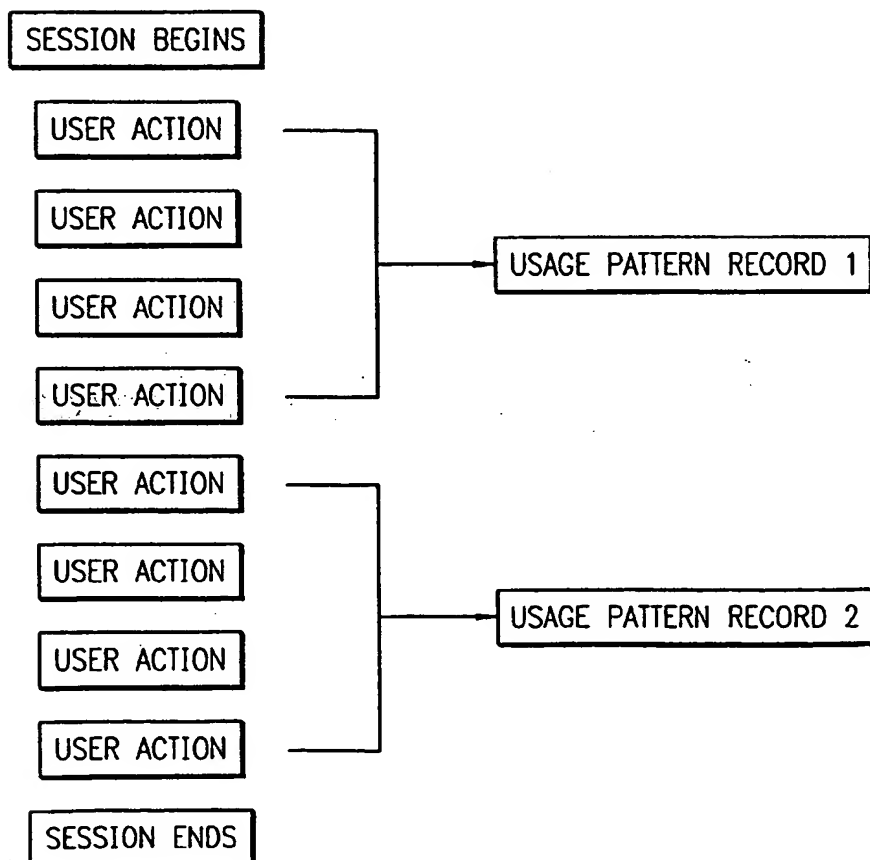 SESSION BEGINS
USER ACTION
USER ACTION
USER ACTION
USER ACTION
USAGE PATTERN RECORD 1
USER ACTION
USER ACTION
USER ACTION
USER ACTION
USAGE PATTERN RECORD 2
SESSION ENDS